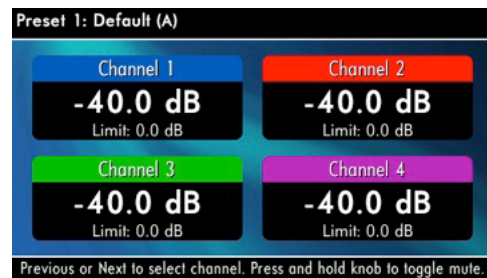 Preset 1: Default (A)
Channel 1
-40.0 dB
Limit: 0.0 dB
Channel 2
-40.0 dB
Limit: 0.0 dB
Channel 3
-40.0 dB
Limit: 0.0 dB
Channel 4
-40.0 dB
Limit: 0.0 dB
Previous or Next to select channel. Press and hold knob to toggle mute.